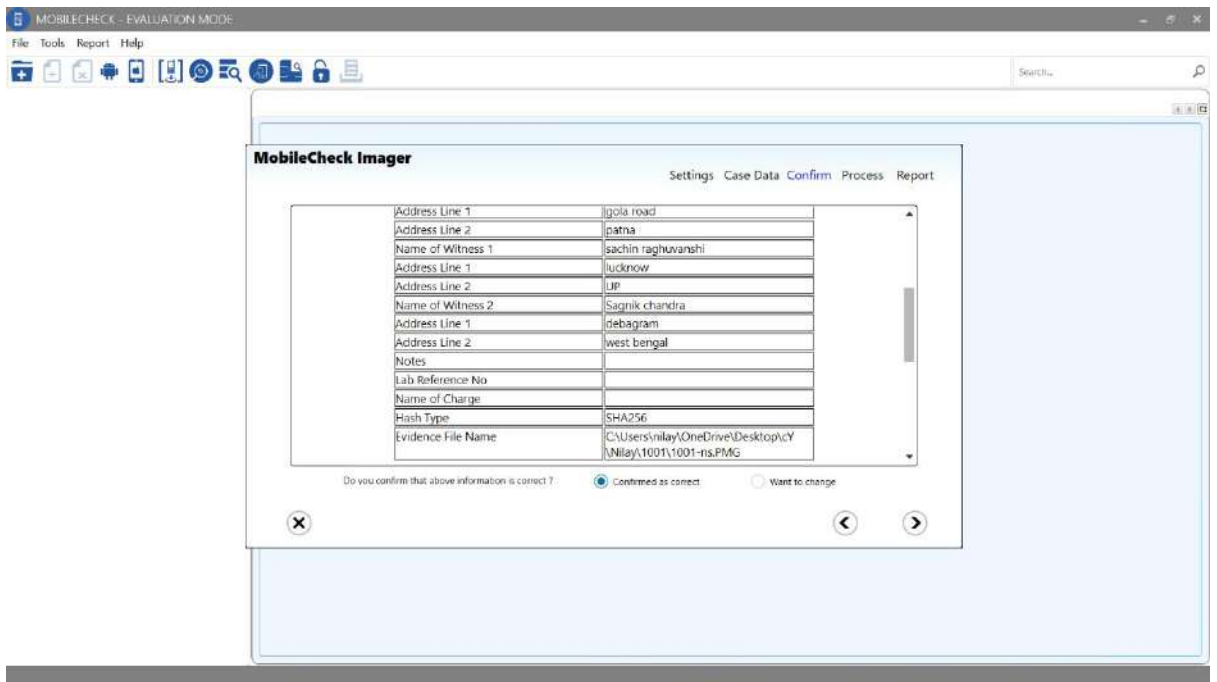 MOBILECHECK - EVALUATION MODE
File Tools Report Help
Search...
MobileCheck Imager
Settings Case Data Confirm Process Report
Address Line 1 gola road
Address Line 2 patna
Name of Witness 1 sachin raghuvanshi
Address Line 1 lucknow
Address Line 2 UP
Name of Witness 2 Sagnik chandra
Address Line 1 debagram
Address Line 2 west bengal
Notes
Lab Reference No
Name of Charge
Hash Type SHA256
Evidence File Name C:\Users\nilay\OneDrive\Desktop\cY
\Nilay\1001\1001-ns.PMG
Do you confirm that above information is correct ? Confirmed as correct Want to change